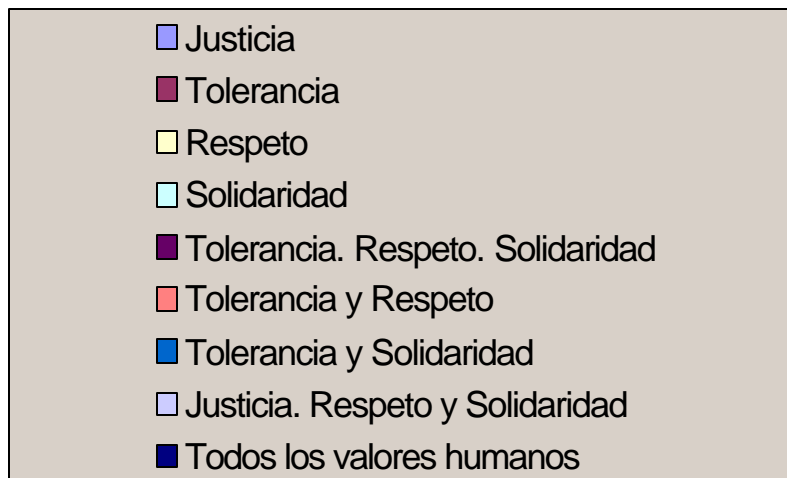 Justicia
Tolerancia
Respeto
Solidaridad
Tolerancia. Respeto. Solidaridad
Tolerancia y Respeto
Tolerancia y Solidaridad
Justicia. Respeto y Solidaridad
Todos los valores humanos